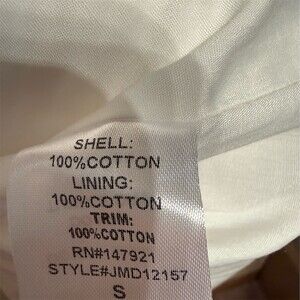 SHELL:
100%COTTON
LINING:
100%COTTON
TRIM:
100%COTTON
RN#147921
STYLE#JMD12157
S